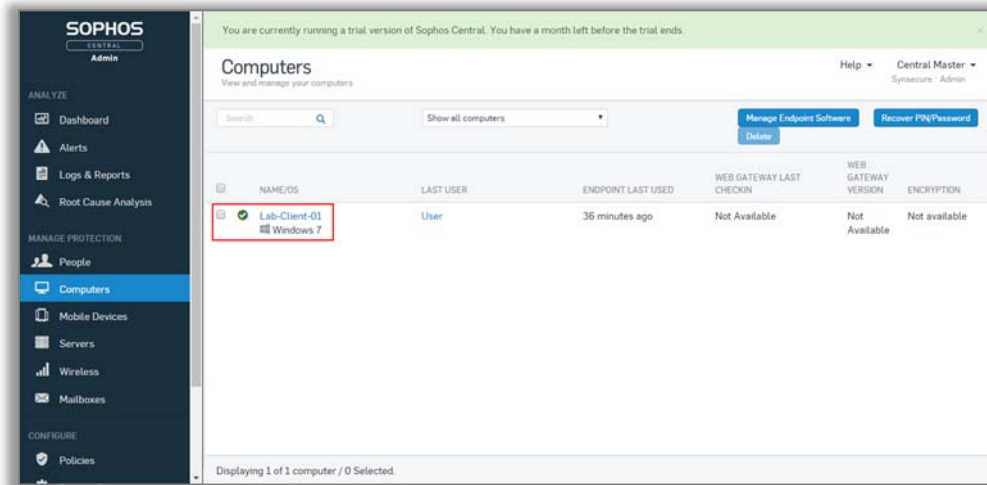 SOPHOS
CENTRAL
Admin
ANALYZE
Dashboard
Alerts
Logs & Reports
Root Cause Analysis
MANAGE PROTECTION
People
Computers
Mobile Devices
Servers
Wireless
Mailboxes
CONFIGURE
Policies
You are currently running a trial version of Sophos Central. You have a month left before the trial ends.
×
Computers
View and manage your computers
Help
Central Master
Synsecure - Admin
Search
Show all computers
Manage Endpoint Software
Recover PIN/Password
Delete
NAME/OS
LAST USER
ENDPOINT LAST USED
WEB GATEWAY LAST
CHECKIN
WEB
GATEWAY
VERSION
ENCRYPTION
Lab-Client-01
Windows 7
User
36 minutes ago
Not Available
Not
Available
Not available
Displaying 1 of 1 computer / 0 Selected.